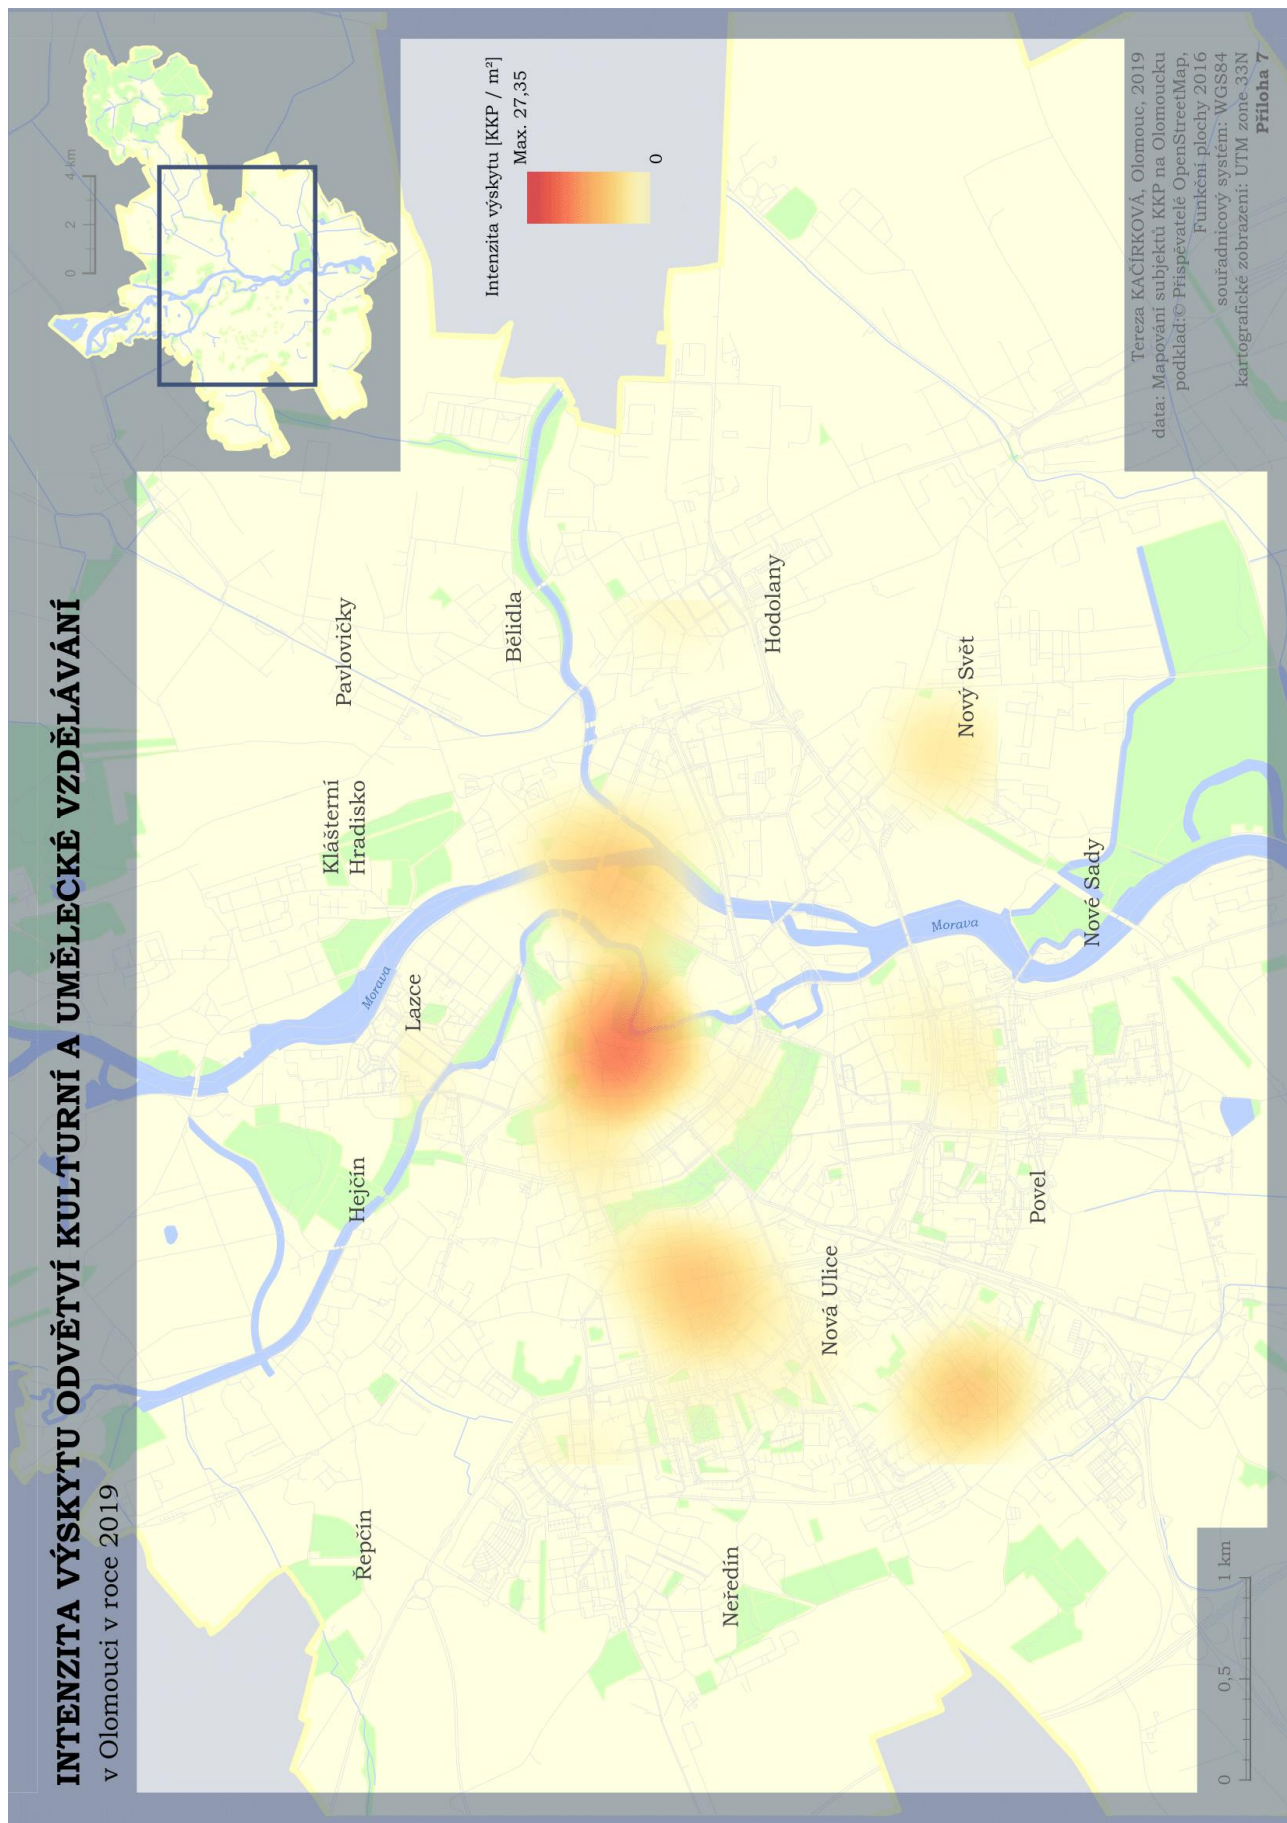 INTENZITA VÝSKYTU ODVĚTVÍ KULTURNÍ A UMĚLECKÉ VZDĚLÁVÁNÍ
v Olomouci v roce 2019
0 2 4 km
Intenzita výskytu [KKP / m²]
Max. 27,35
0
Řepčín
Hejčín
Lazce
Klášterní
Hradisko
Pavlovičky
Bělidla
Morava
Neředín
Nová Ulice
Hodolany
Povel
Nové Sady
Nový Svět
Morava
0 0,5 1 km
Tereza KAČÍRKOVÁ, Olomouc, 2019
data: Mapování subjektů KKP na Olomoucku
podklad:© Přispěvatelé OpenStreetMap,
Funkční plochy 2016
souřadnicový systém: WGS84
kartografické zobrazení: UTM zone 33N
Příloha 7